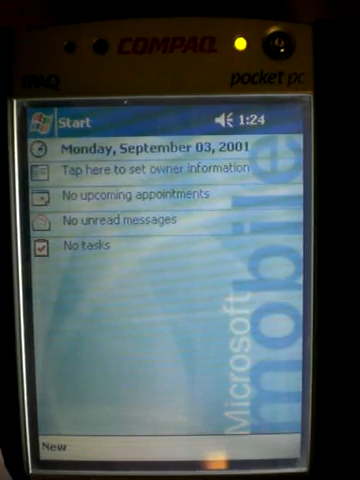 COMPAQ
iPAQ pocket pc
Start 1:24
Monday, September 03, 2001
Tap here to set owner information
No upcoming appointments
No unread messages
No tasks
Microsoft
mobile
New